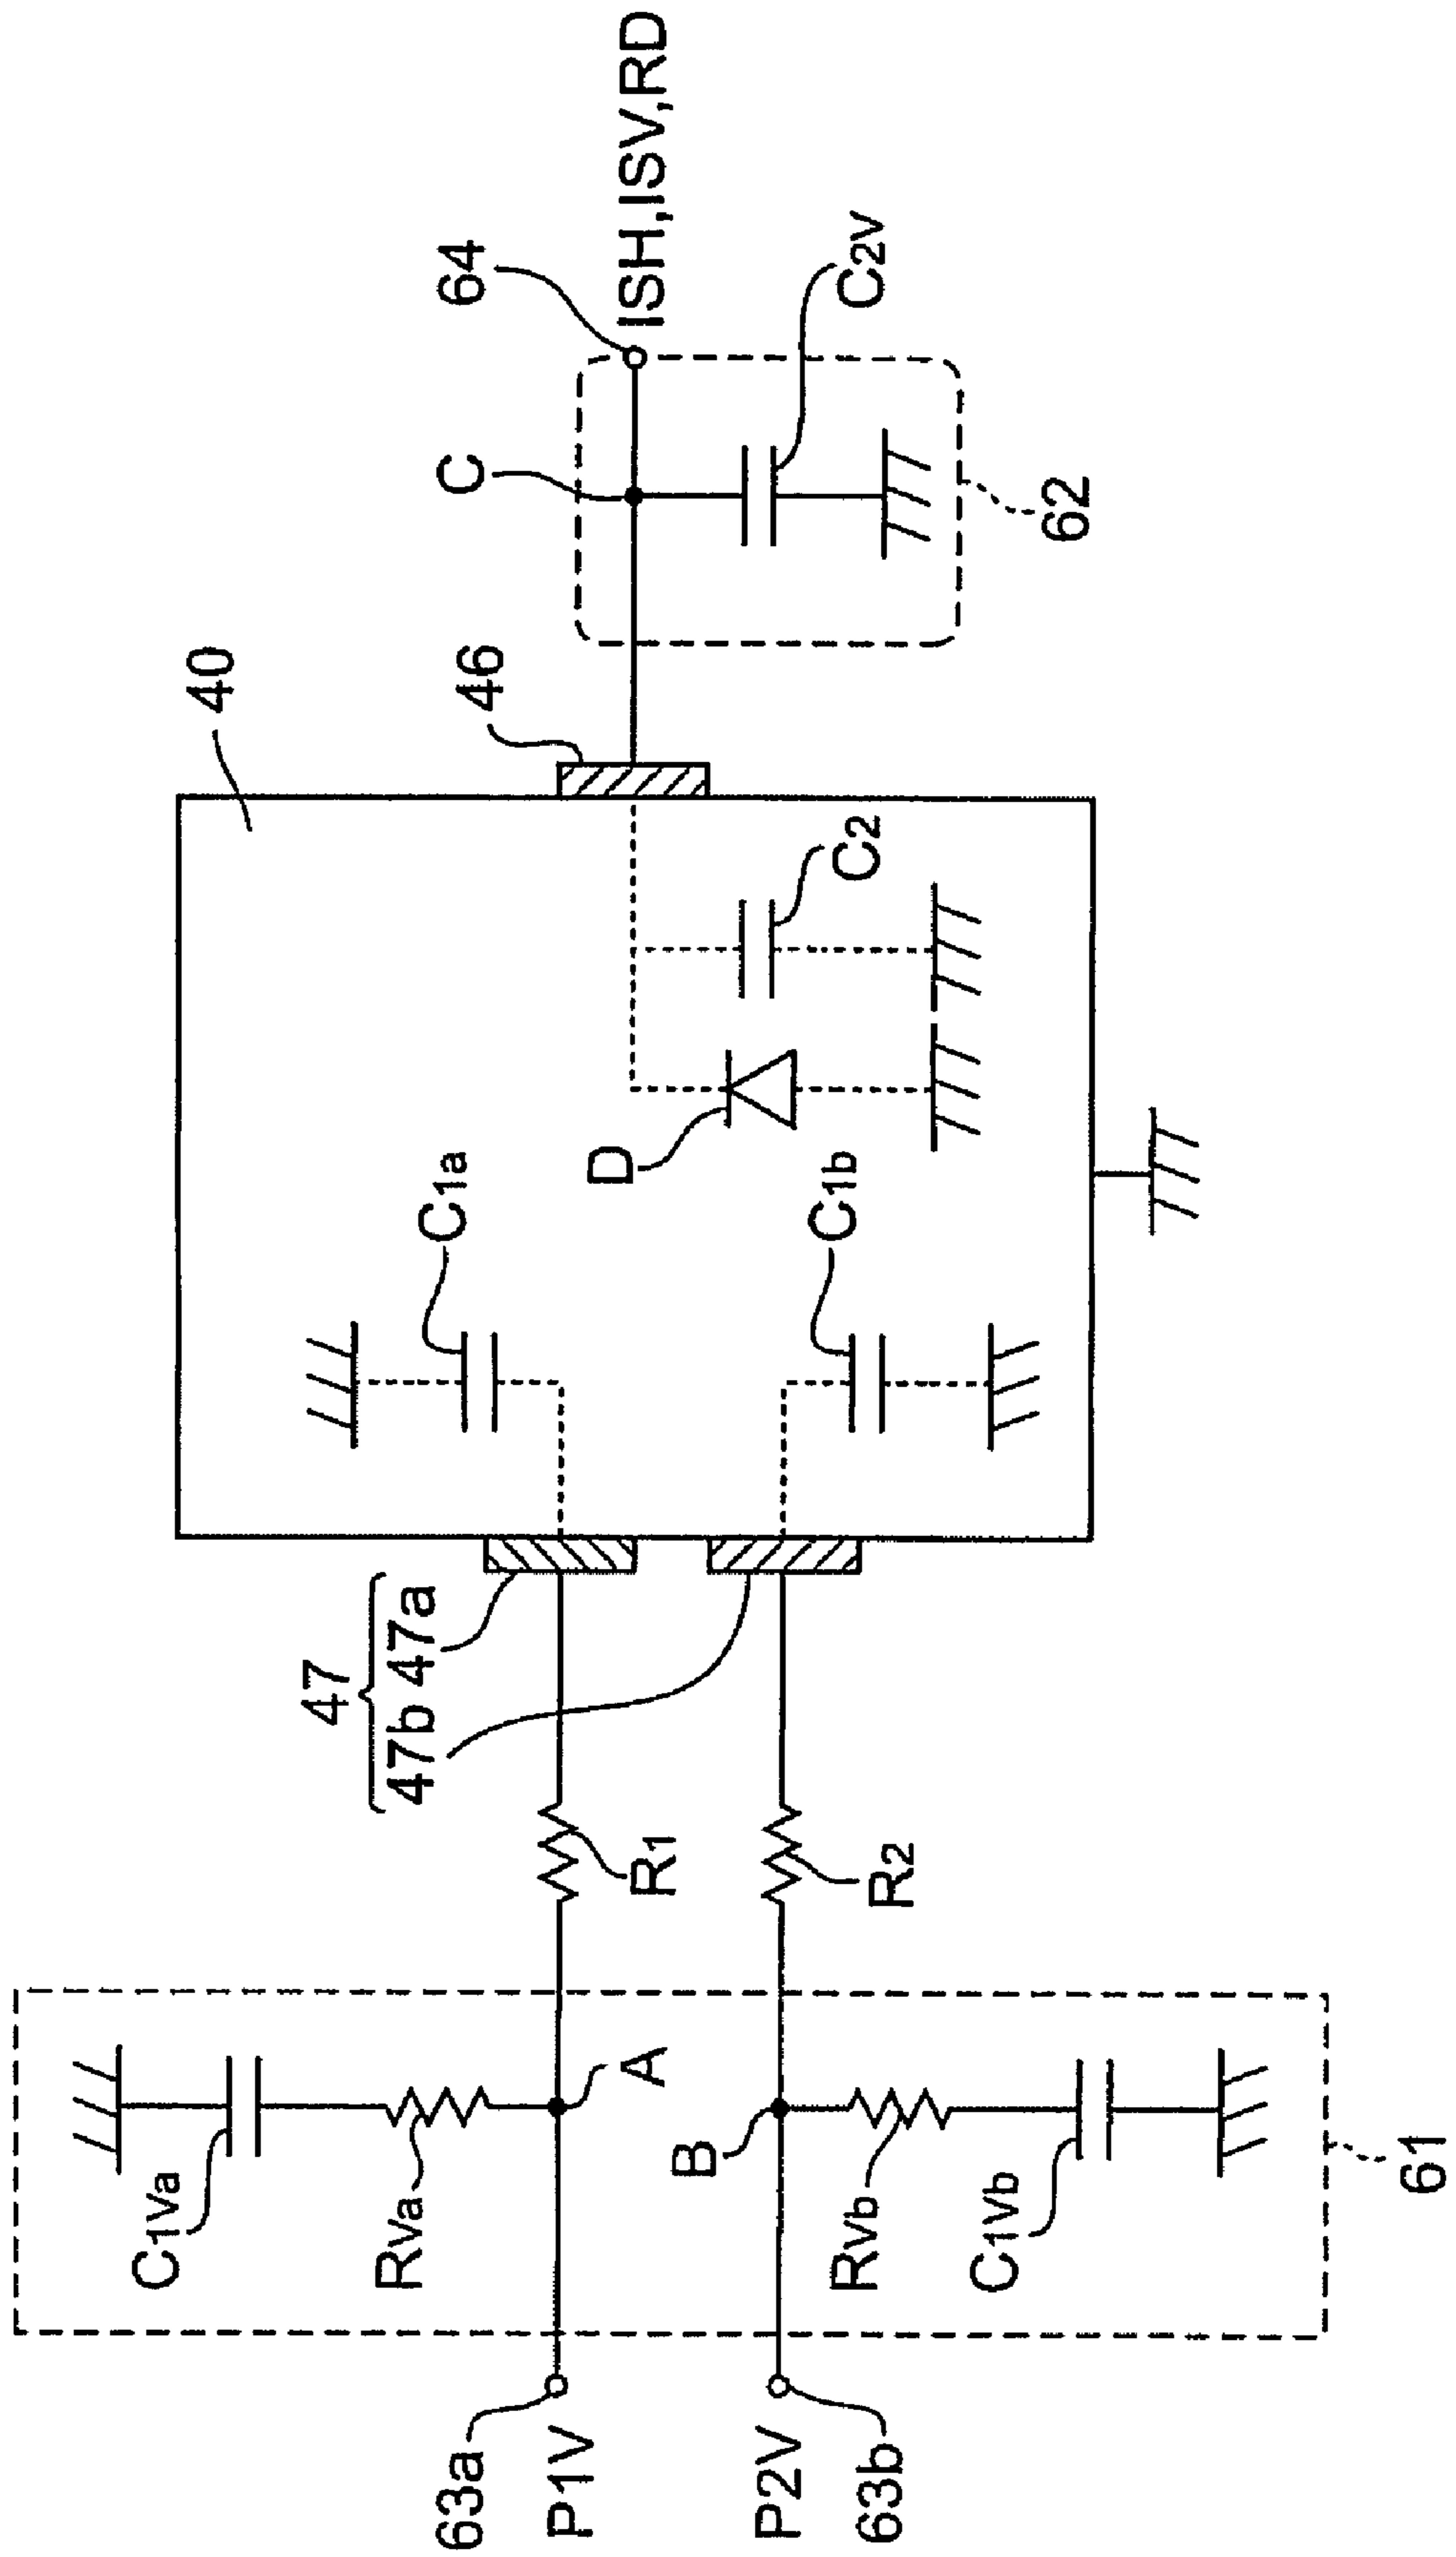 40
64
C
46
ISH,ISV,RD
C2V
62
C2
D
C1a
C1b
47
47b 47a
R1
R2
C1Va
RVa
A
B
RVb
C1Vb
61
63a
P1V
P2V
63b